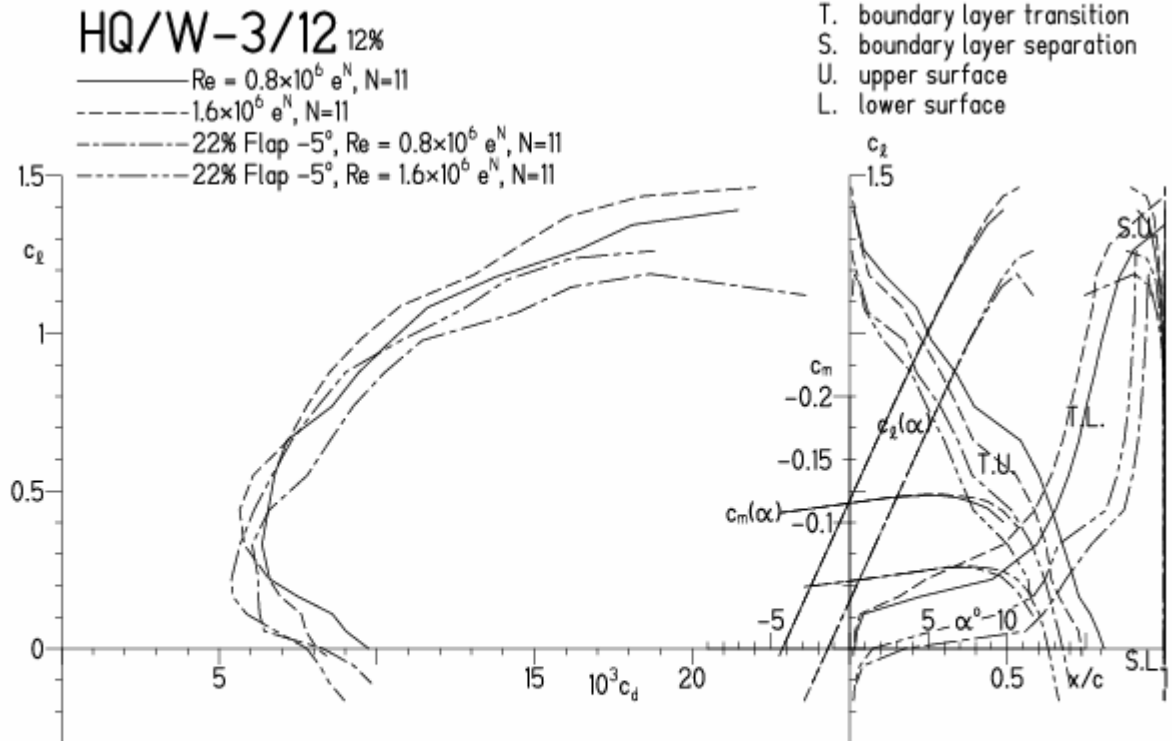 HQ/W-3/12 12%
Re = 0.8×10⁶ eᴺ, N=11
1.6×10⁶ eᴺ, N=11
22% Flap -5°, Re = 0.8×10⁶ eᴺ, N=11
22% Flap -5°, Re = 1.6×10⁶ eᴺ, N=11
T. boundary layer transition
S. boundary layer separation
U. upper surface
L. lower surface
cℓ
1.5
1.5
S.U.
cℓ
1
cₘ
-0.2
cℓ(α)
T.L.
-0.15
T.U.
0.5
cₘ(α)
-0.1
-5
5
α°
10
0
S.L.
5
15
10³c_d
20
0.5
x/c